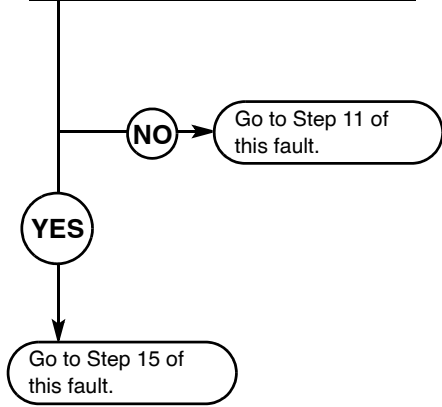 NO
Go to Step 11 of
this fault.
YES
Go to Step 15 of
this fault.